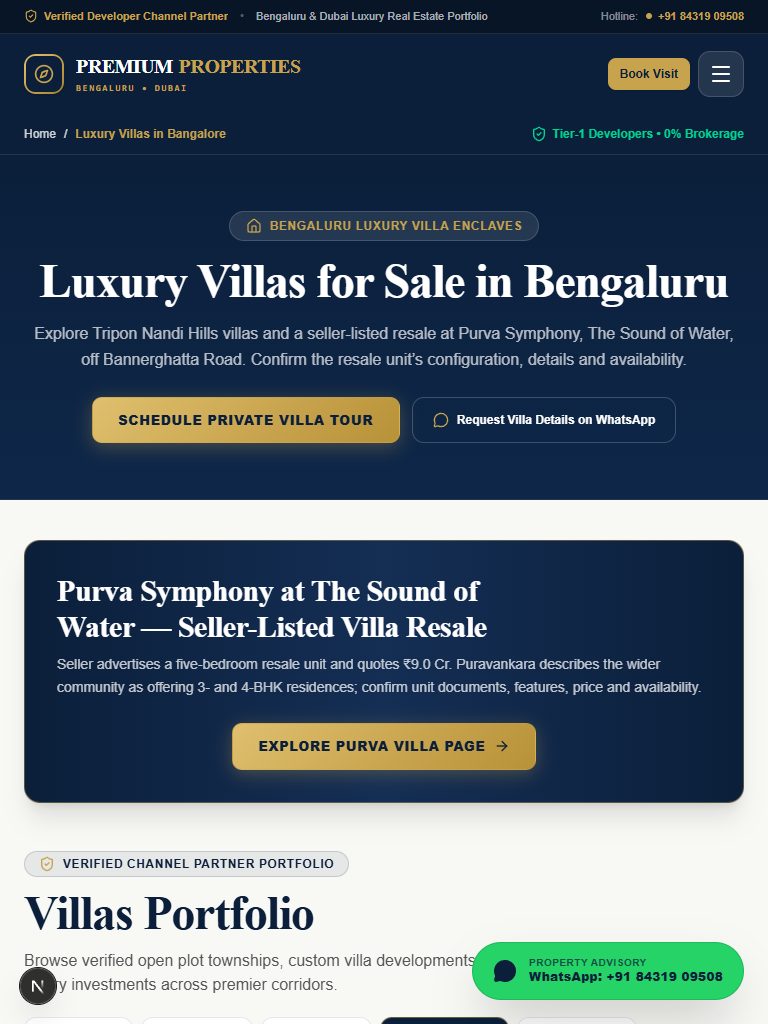 Verified Developer Channel Partner • Bengaluru & Dubai Luxury Real Estate Portfolio Hotline: +91 84319 09508
PREMIUM PROPERTIES
BENGALURU • DUBAI
Book Visit
Home / Luxury Villas in Bangalore
Tier-1 Developers • 0% Brokerage
BENGALURU LUXURY VILLA ENCLAVES
Luxury Villas for Sale in Bengaluru
Explore Tripon Nandi Hills villas and a seller-listed resale at Purva Symphony, The Sound of Water,
off Bannerghatta Road. Confirm the resale unit's configuration, details and availability.
SCHEDULE PRIVATE VILLA TOUR
Request Villa Details on WhatsApp
Purva Symphony at The Sound of
Water — Seller-Listed Villa Resale
Seller advertises a five-bedroom resale unit and quotes ₹9.0 Cr. Puravankara describes the wider
community as offering 3- and 4-BHK residences; confirm unit documents, features, price and availability.
EXPLORE PURVA VILLA PAGE →
VERIFIED CHANNEL PARTNER PORTFOLIO
Villas Portfolio
Browse verified open plot townships, custom villa developments
investments across premier corridors.
PROPERTY ADVISORY
WhatsApp: +91 84319 09508
N